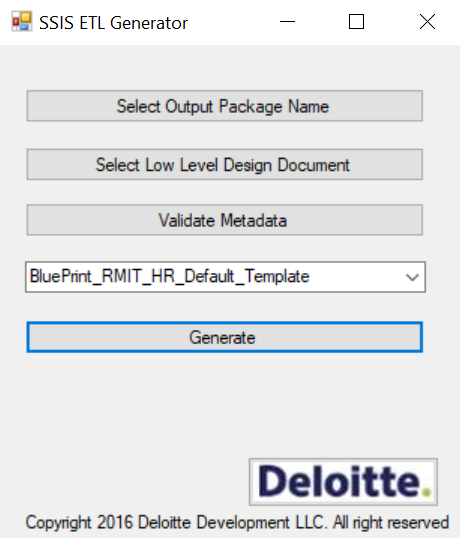 SSIS ETL Generator
Select Output Package Name
Select Low Level Design Document
Validate Metadata
BluePrint_RMIT_HR_Default_Template
Generate
Deloitte.
Copyright 2016 Deloitte Development LLC. All right reserved